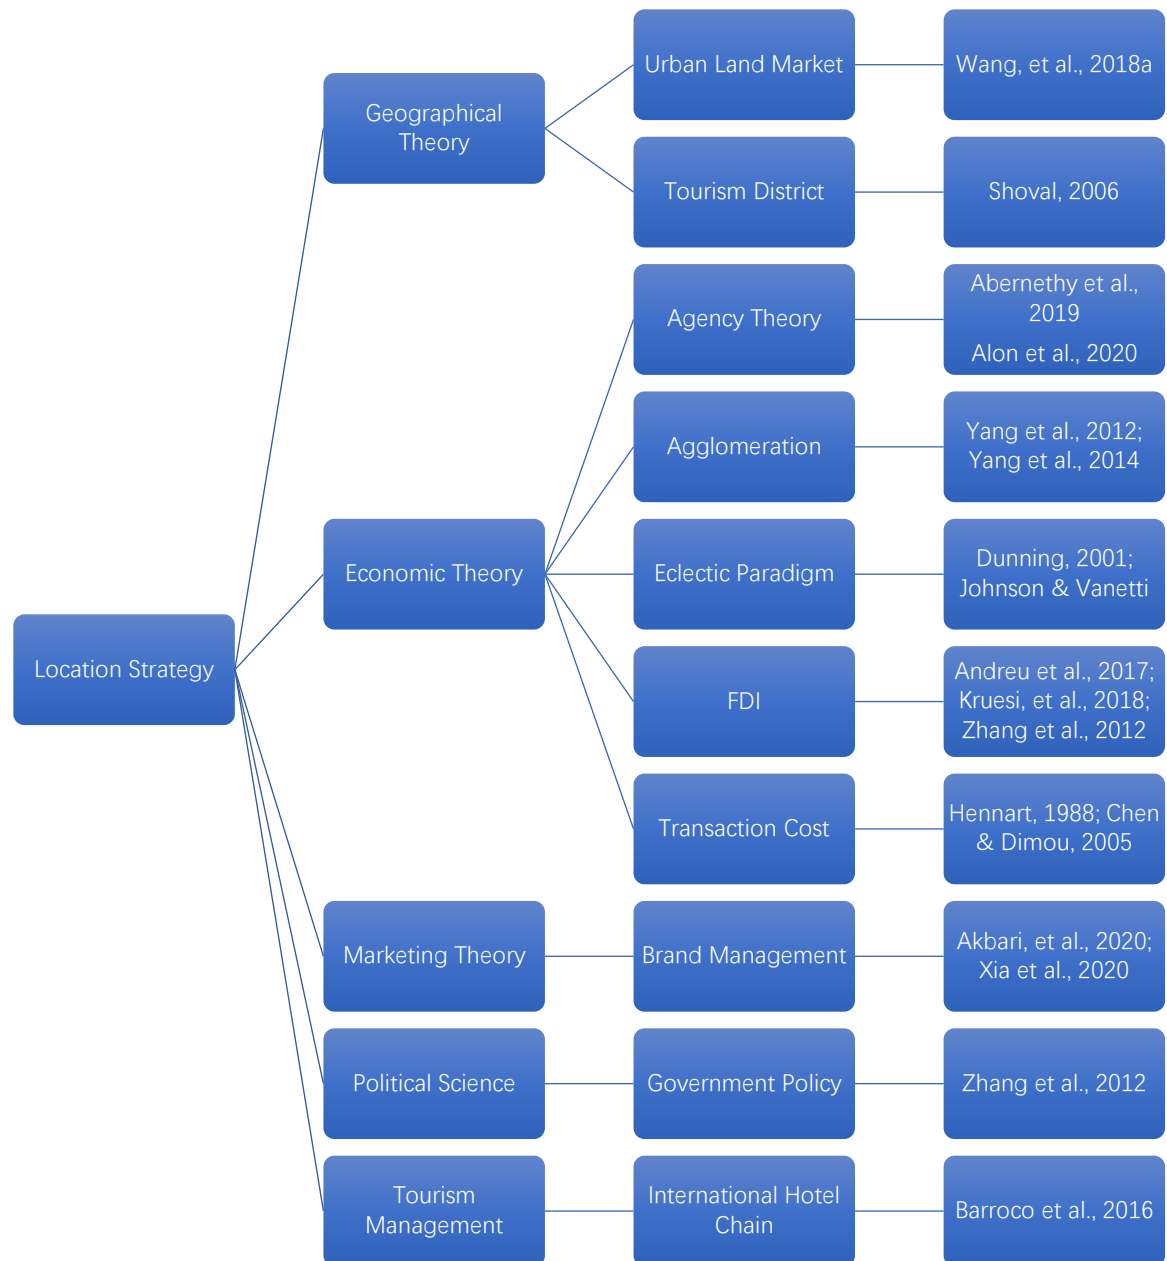 Location Strategy
Geographical
Theory
Urban Land Market
Wang, et al., 2018a
Tourism District
Shoval, 2006
Economic Theory
Agency Theory
Abernethy et al.,
2019
Alon et al., 2020
Agglomeration
Yang et al., 2012;
Yang et al., 2014
Eclectic Paradigm
Dunning, 2001;
Johnson & Vanetti
FDI
Andreu et al., 2017;
Kruesi, et al., 2018;
Zhang et al., 2012
Transaction Cost
Hennart, 1988; Chen
& Dimou, 2005
Marketing Theory
Brand Management
Akbari, et al., 2020;
Xia et al., 2020
Political Science
Government Policy
Zhang et al., 2012
Tourism
Management
International Hotel
Chain
Barroco et al., 2016